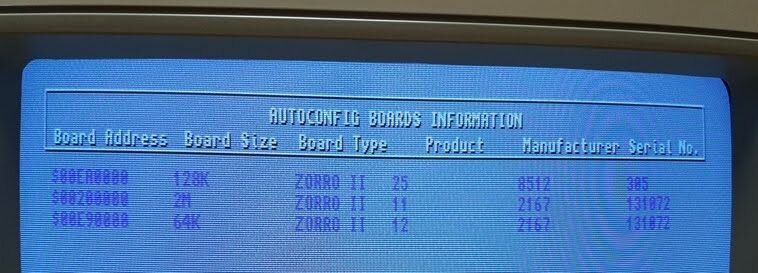 AUTOCONFIG BOARDS INFORMATION
Board Address Board Size Board Type Product Manufacturer Serial No.
$00EA0000 128K ZORRO II 25 8512 305
$00200000 2M ZORRO II 11 2167 131072
$00E90000 64K ZORRO II 12 2167 131072